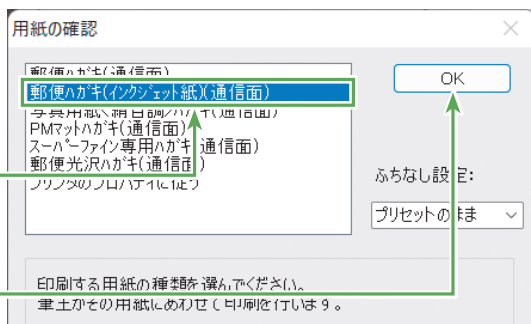 用紙の確認
郵便ハガキ(通信面)
郵便ハガキ(インクジェット紙)(通信面)
写真用紙<絹目調>ハガキ(通信面)
PMマットハガキ(通信面)
スーパーファイン専用ハガキ(通信面)
郵便光沢ハガキ(通信面)
プリンタのプロパティに従う
OK
ふちなし設定:
プリセットのまま
印刷する用紙の種類を選んでください。
筆王がその用紙にあわせて印刷を行います。